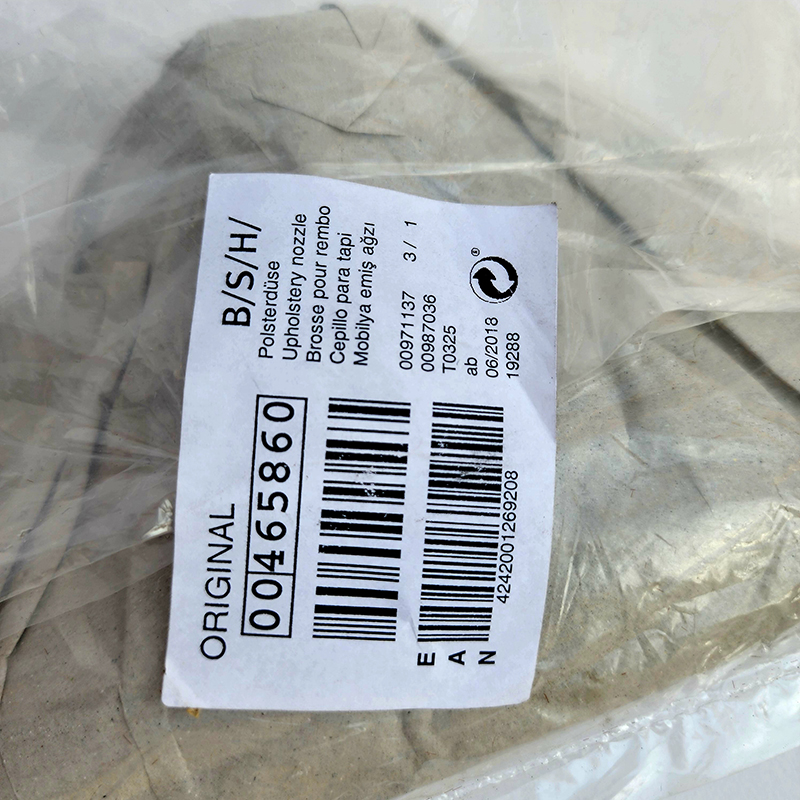 B/S/H/
Polsterdüse
Upholstery nozzle
Brosse pour rembo
Cepillo para tapi
Mobilya emiş ağzı
00971137 3/ 1
00987036
T0325
ab
06/2018
19288
ORIGINAL
00465860
EAN
4242001269208